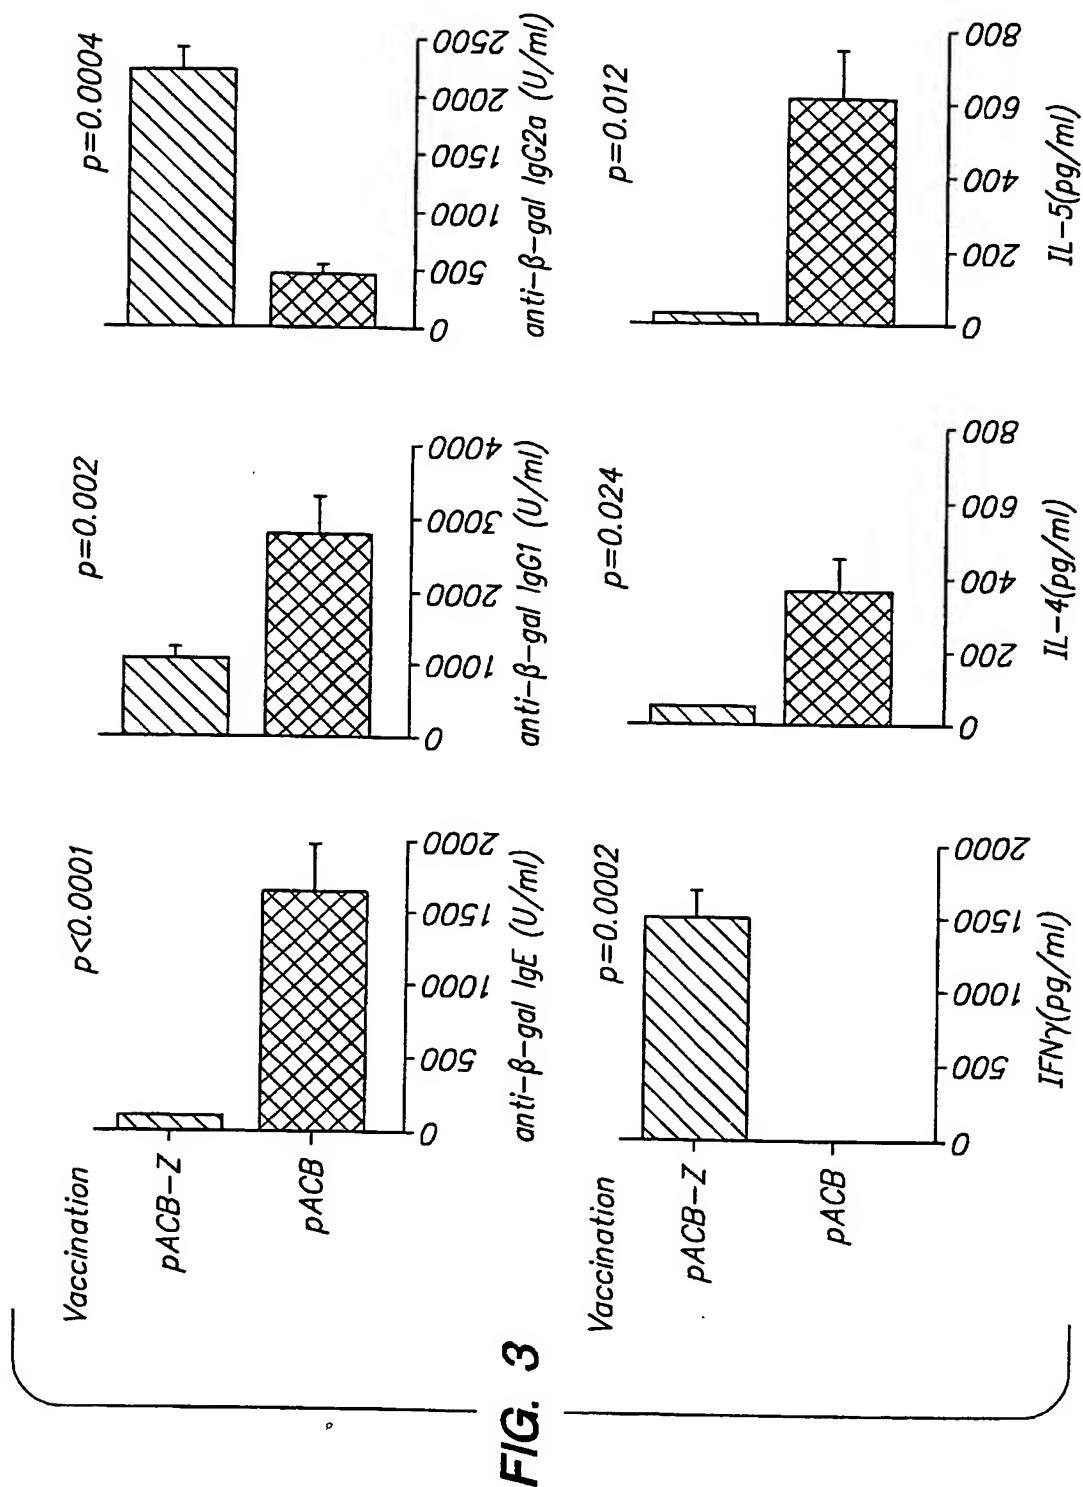 Vaccination
p<0.0001
p=0.002
p=0.0004
pACB-Z
pACB
0 500 1000 1500 2000
0 1000 2000 3000 4000
0 500 1000 1500 2000 2500
anti-β-gal IgE (U/ml)
anti-β-gal IgG1 (U/ml)
anti-β-gal IgG2a (U/ml)
Vaccination
p=0.0002
p=0.024
p=0.012
pACB-Z
pACB
0 500 1000 1500 2000
0 200 400 600 800
0 200 400 600 800
IFNγ(pg/ml)
IL-4(pg/ml)
IL-5(pg/ml)
FIG. 3